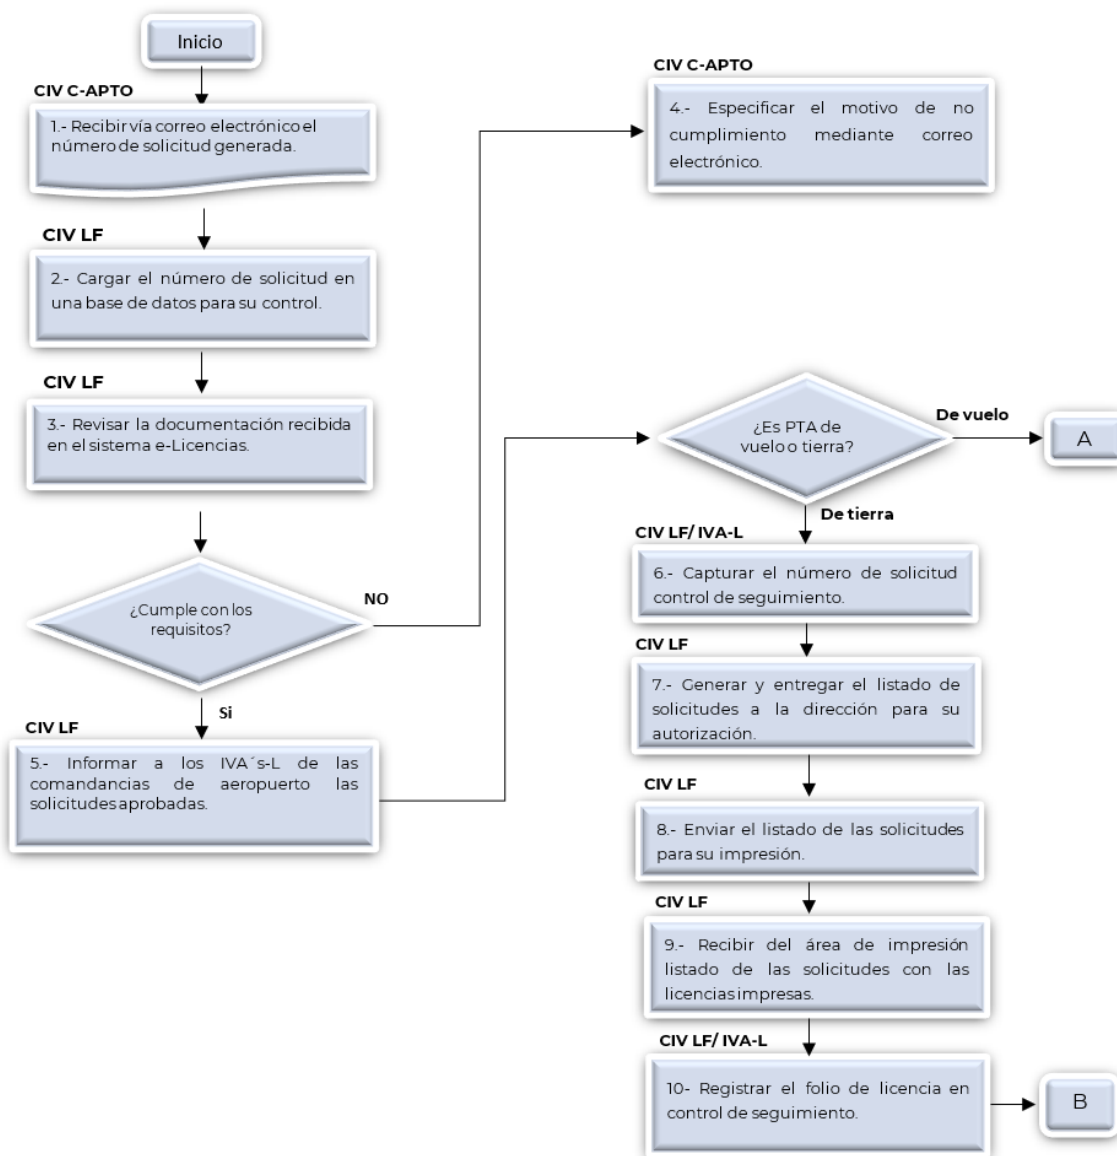 Inicio
CIV C-APTO
1.- Recibir vía correo electrónico el
número de solicitud generada.
CIV LF
2.- Cargar el número de solicitud en
una base de datos para su control.
CIV LF
3.- Revisar la documentación recibida
en el sistema e-Licencias.
¿Cumple con los
requisitos?
NO
Si
CIV LF
5.- Informar a los IVA´s-L de las
comandancias de aeropuerto las
solicitudes aprobadas.
CIV C-APTO
4.- Especificar el motivo de no
cumplimiento mediante correo
electrónico.
¿Es PTA de
vuelo o tierra?
De vuelo
A
De tierra
CIV LF/ IVA-L
6.- Capturar el número de solicitud
control de seguimiento.
CIV LF
7.- Generar y entregar el listado de
solicitudes a la dirección para su
autorización.
CIV LF
8.- Enviar el listado de las solicitudes
para su impresión.
CIV LF
9.- Recibir del área de impresión
listado de las solicitudes con las
licencias impresas.
CIV LF/ IVA-L
10- Registrar el folio de licencia en
control de seguimiento.
B